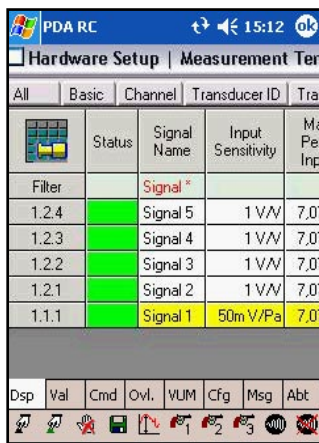 PDA RC 15:12 ok
Hardware Setup | Measurement Ter
All Basic Channel Transducer ID Tra
Status Signal Name Input Sensitivity Ma Pe Inp
Filter Signal *
1.2.4 Signal 5 1 V/V 7,07
1.2.3 Signal 4 1 V/V 7,07
1.2.2 Signal 3 1 V/V 7,07
1.2.1 Signal 2 1 V/V 7,07
1.1.1 Signal 1 50m V/Pa 7,07
Dsp Val Cmd Ovl. VUM Cfg Msg Abt
1 2 3